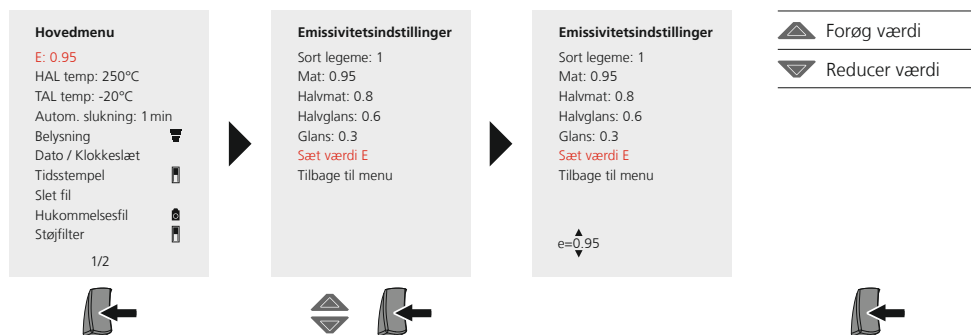 Hovedmenu
E: 0.95
HAL temp: 250°C
TAL temp: -20°C
Autom. slukning: 1 min
Belysning
Dato / Klokkeslæt
Tidsstempel
Slet fil
Hukommelsesfil
Støjfilter
1/2
Emissivitetsindstillinger
Sort legeme: 1
Mat: 0.95
Halvmat: 0.8
Halvglans: 0.6
Glans: 0.3
Sæt værdi E
Tilbage til menu
Emissivitetsindstillinger
Sort legeme: 1
Mat: 0.95
Halvmat: 0.8
Halvglans: 0.6
Glans: 0.3
Sæt værdi E
Tilbage til menu
e=0.95
Forøg værdi
Reducer værdi